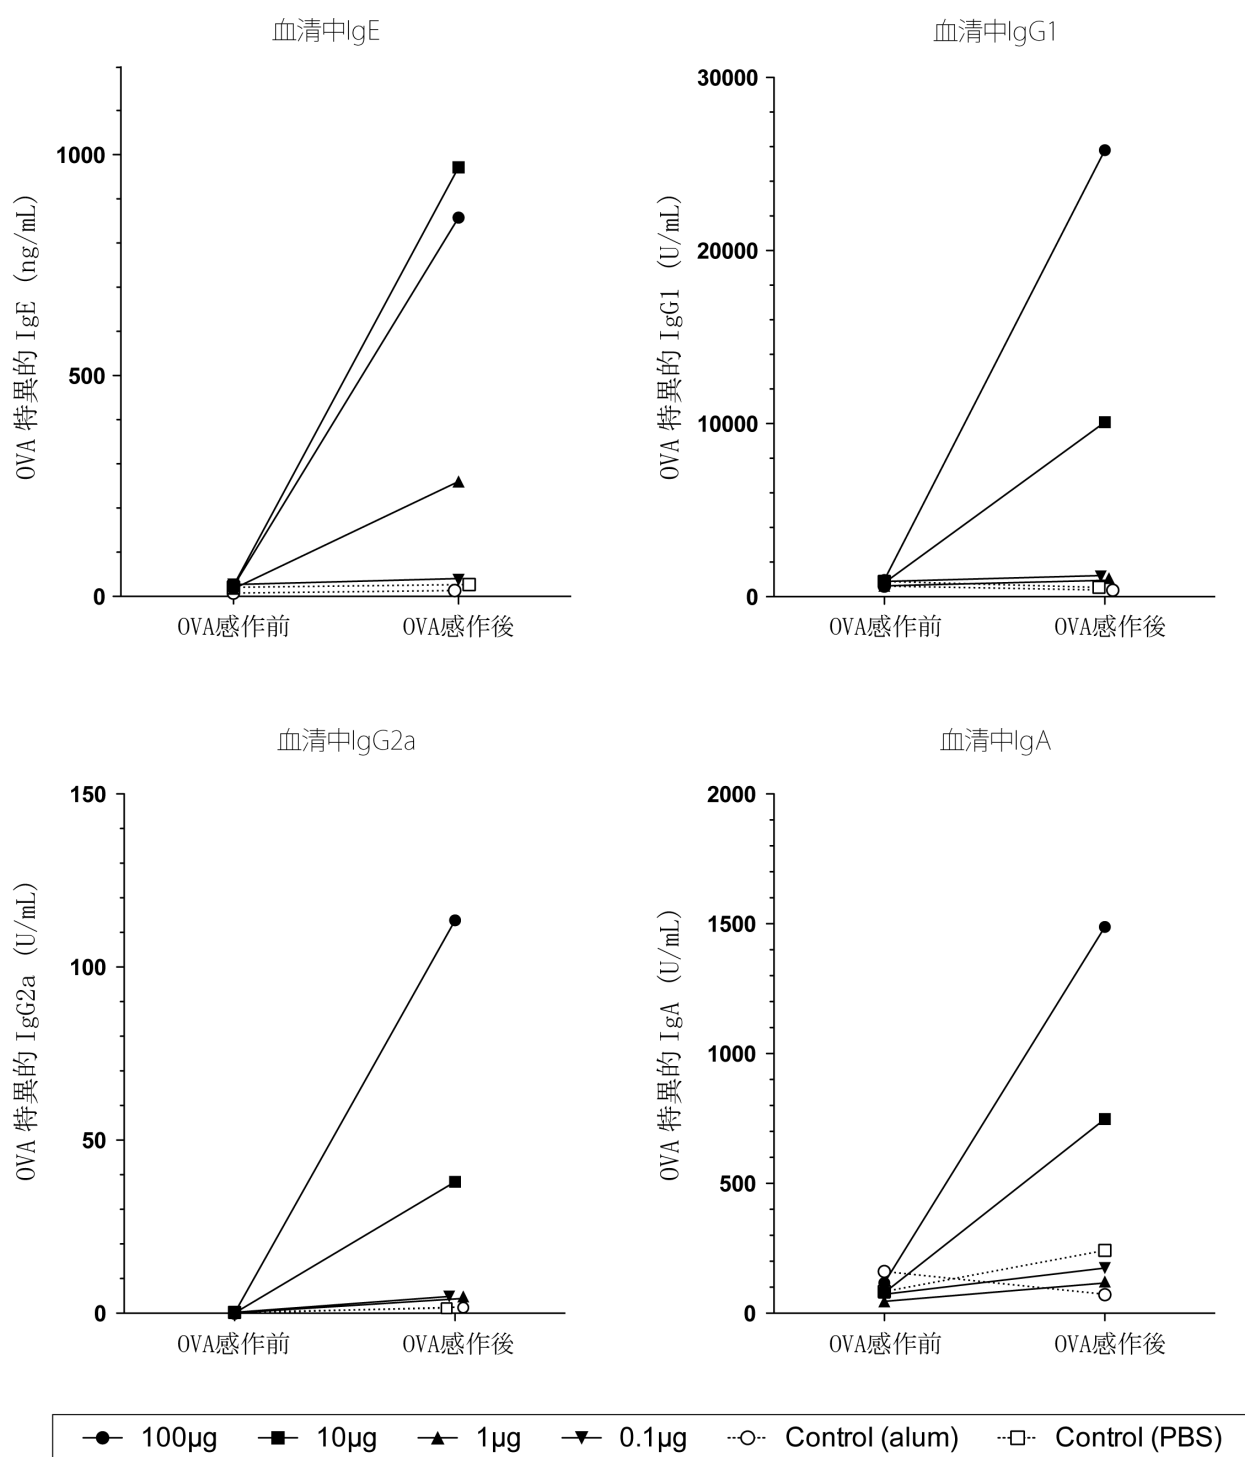 血清中IgE
1000
500
0
OVA 特異的 IgE (ng/mL)
OVA感作前
OVA感作後
血清中IgG1
30000
20000
10000
0
OVA 特異的 IgG1 (U/mL)
OVA感作前
OVA感作後
血清中IgG2a
150
100
50
0
OVA 特異的 IgG2a (U/mL)
OVA感作前
OVA感作後
血清中IgA
2000
1500
1000
500
0
OVA 特異的 IgA (U/mL)
OVA感作前
OVA感作後
100μg 10μg 1μg 0.1μg Control (alum) Control (PBS)